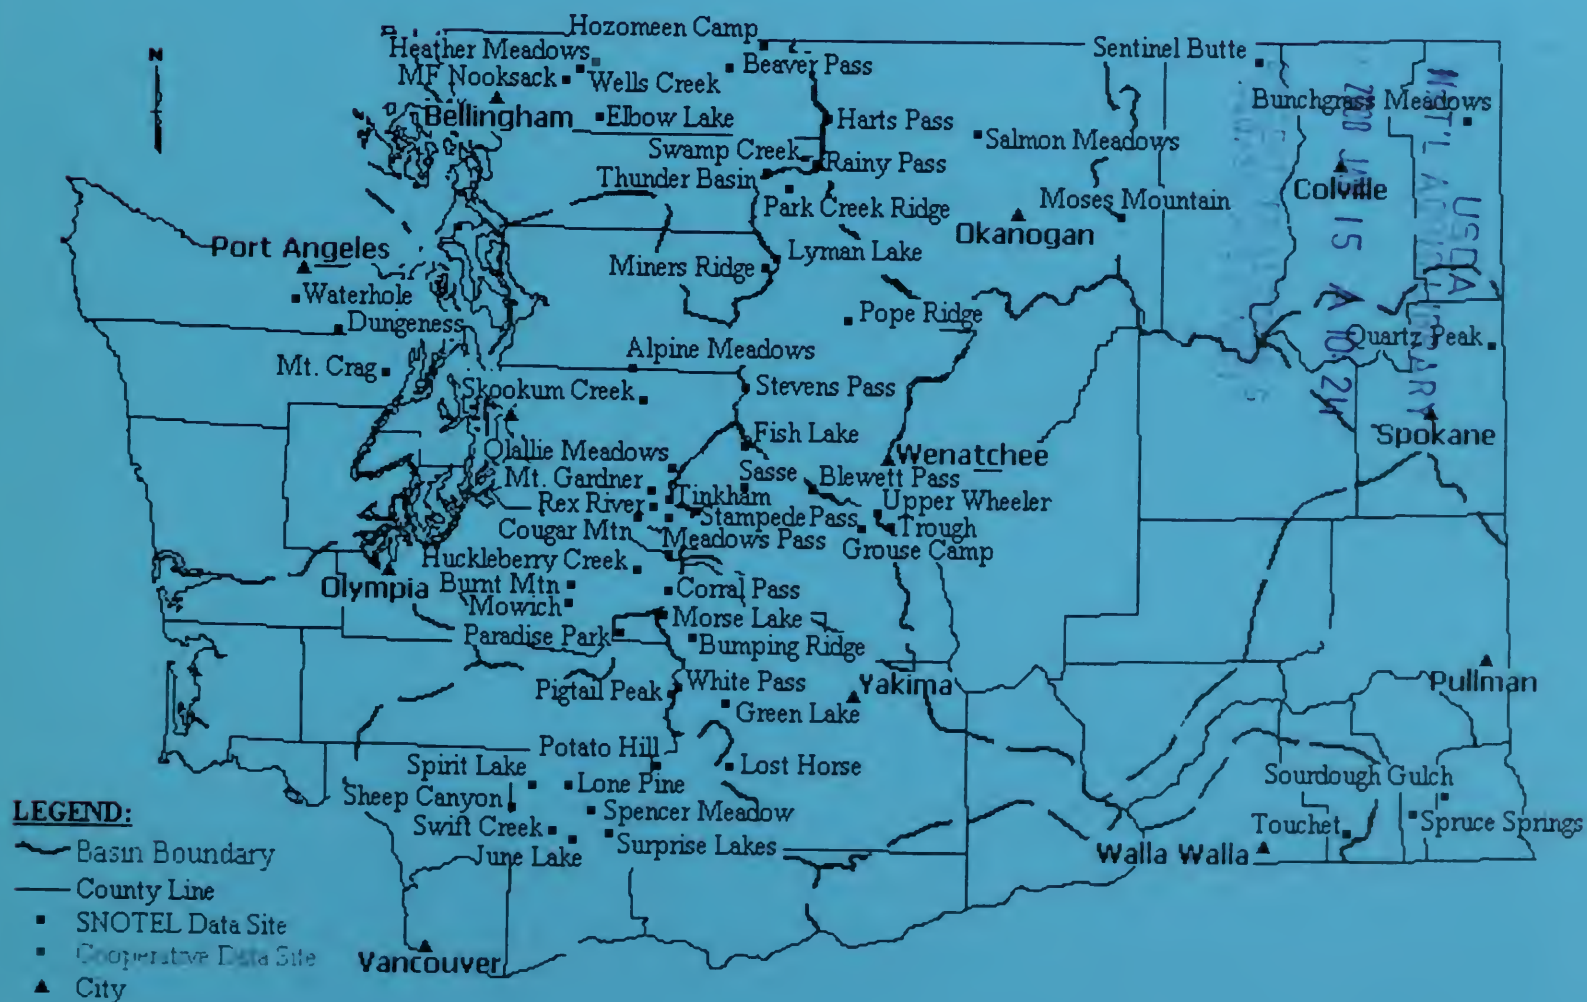 Hozomeen Camp
N
Heather Meadows
Sentinel Butte
MF Nooksack
Wells Creek
Beaver Pass
Bunchgrass Meadows
Bellingham
Elbow Lake
Harts Pass
Salmon Meadows
Swamp Creek
Rainy Pass
Thunder Basin
Colville
Park Creek Ridge
Moses Mountain
Okanogan
Port Angeles
Lyman Lake
Miners Ridge
Waterhole
Dungeness
Pope Ridge
Quartz Peak
Alpine Meadows
Mt. Crag
Skookum Creek
Stevens Pass
Fish Lake
Spokane
Olallie Meadows
Wenatchee
Mt. Gardner
Sasse
Blewett Pass
Rex River
Tinkham
Upper Wheeler
Cougar Mtn
Stampede Pass
Trough
Meadows Pass
Grouse Camp
Huckleberry Creek
Olympia
Burnt Mtn
Corral Pass
Mowich
Morse Lake
Paradise Park
Bumping Ridge
Pigtail Peak
White Pass
Yakima
Pullman
Green Lake
Potato Hill
Spirit Lake
Lone Pine
Lost Horse
Sourdough Gulch
Sheep Canyon
Spencer Meadow
Swift Creek
Touchet
Spruce Springs
June Lake
Surprise Lakes
Walla Walla
Vancouver
LEGEND:
Basin Boundary
County Line
SNOTEL Data Site
Cooperative Data Site
City
USDA
NAT'L
15 A 10: 24